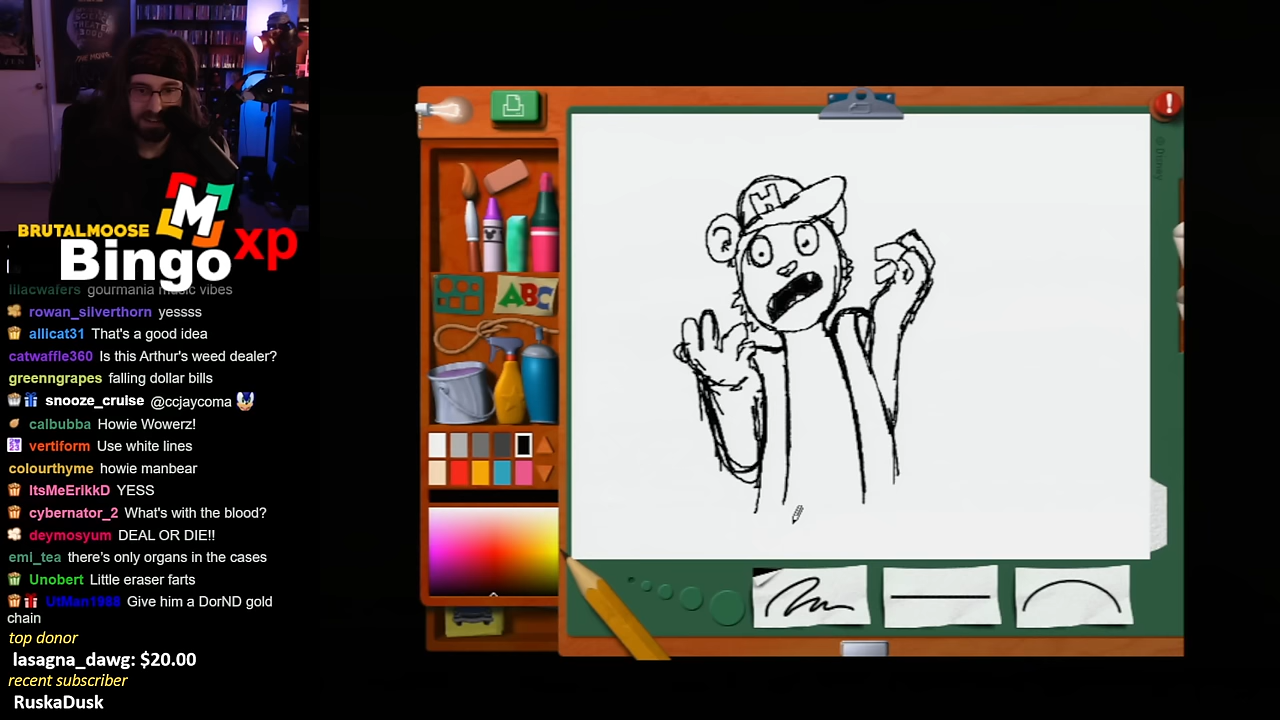 BRUTALMOOSE
M
Bingo xp
lilacwafers gourmania music vibes
rowan_silverthorn yessss
allicat31 That's a good idea
catwaffle360 Is this Arthur's weed dealer?
greenngrapes falling dollar bills
snooze_cruise @ccjaycoma
calbubba Howie Wowerz!
vertiform Use white lines
colourthyme howie manbear
ItsMeErikkD YESS
cybernator_2 What's with the blood?
deymosyum DEAL OR DIE!!
emi_tea there's only organs in the cases
Unobert Little eraser farts
UtMan1988 Give him a DorND gold
chain
top donor
lasagna_dawg: $20.00
recent subscriber
RuskaDusk
H
ABC
!
© Disney